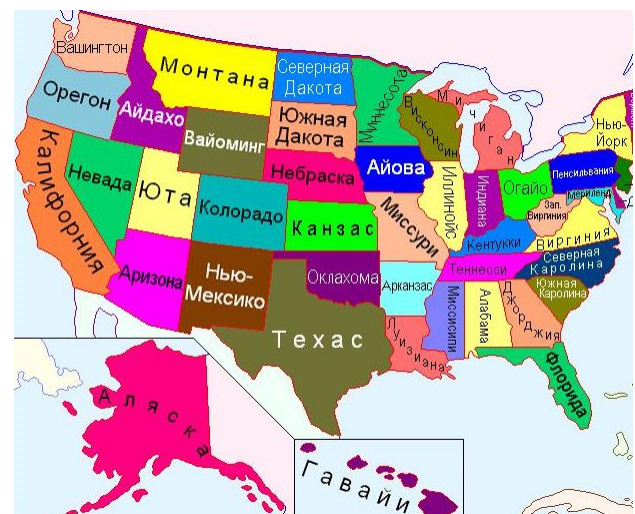 Вашингтон
Монтана
Северная
Дакота
Миннесота
Мичиган
Висконсин
Нью-
Йорк
Орегон
Айдахо
Вайоминг
Южная
Дакота
Айова
Калифорния
Невада
Юта
Колорадо
Небраска
Канзас
Миссури
Иллинойс
Индиана
Огайо
Пенсильвания
Мериленд
Зап.
Виргиния
Виргиния
Кентукки
Теннесси
Северная
Каролина
Южная
Каролина
Аризона
Нью-
Мексико
Оклахома
Арканзас
Техас
Луизиана
Миссисипи
Алабама
Джорджия
Флорида
Аляска
Гавайи